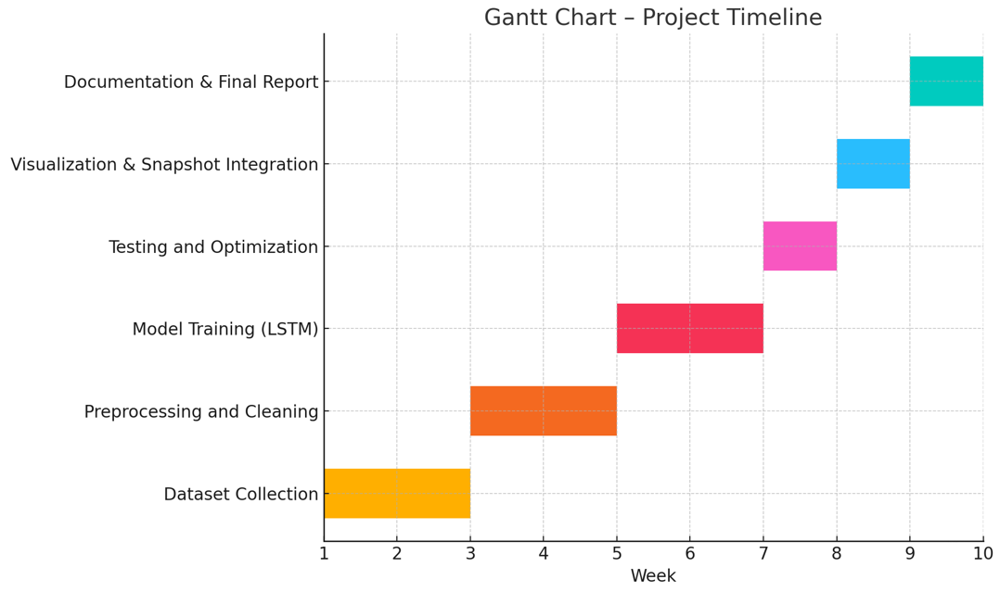 Gantt Chart – Project Timeline
Documentation & Final Report
Visualization & Snapshot Integration
Testing and Optimization
Model Training (LSTM)
Preprocessing and Cleaning
Dataset Collection
1 2 3 4 5 6 7 8 9 10
Week